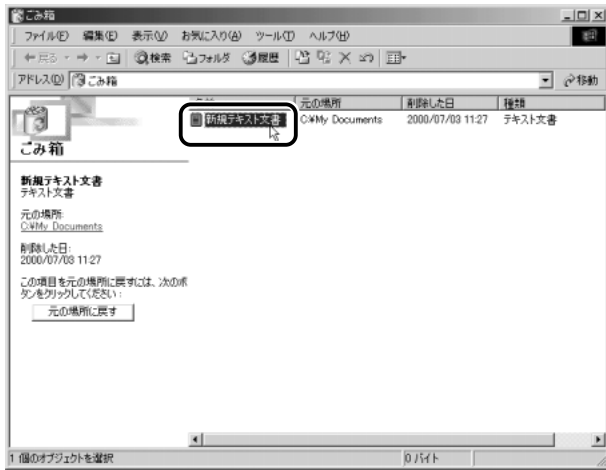 ごみ箱
ファイル(F) 編集(E) 表示(V) お気に入り(A) ツール(T) ヘルプ(H)
戻る 検索 フォルダ 履歴
アドレス(D) ごみ箱 移動
元の場所 削除した日 種類
新規テキスト文書 C:¥My Documents 2000/07/03 11:27 テキスト文書
ごみ箱
新規テキスト文書
テキスト文書
元の場所:
C:¥My Documents
削除した日:
2000/07/03 11:27
この項目を元の場所に戻すには、次のボ
タンをクリックしてください:
元の場所に戻す
1 個のオブジェクトを選択 0 バイト